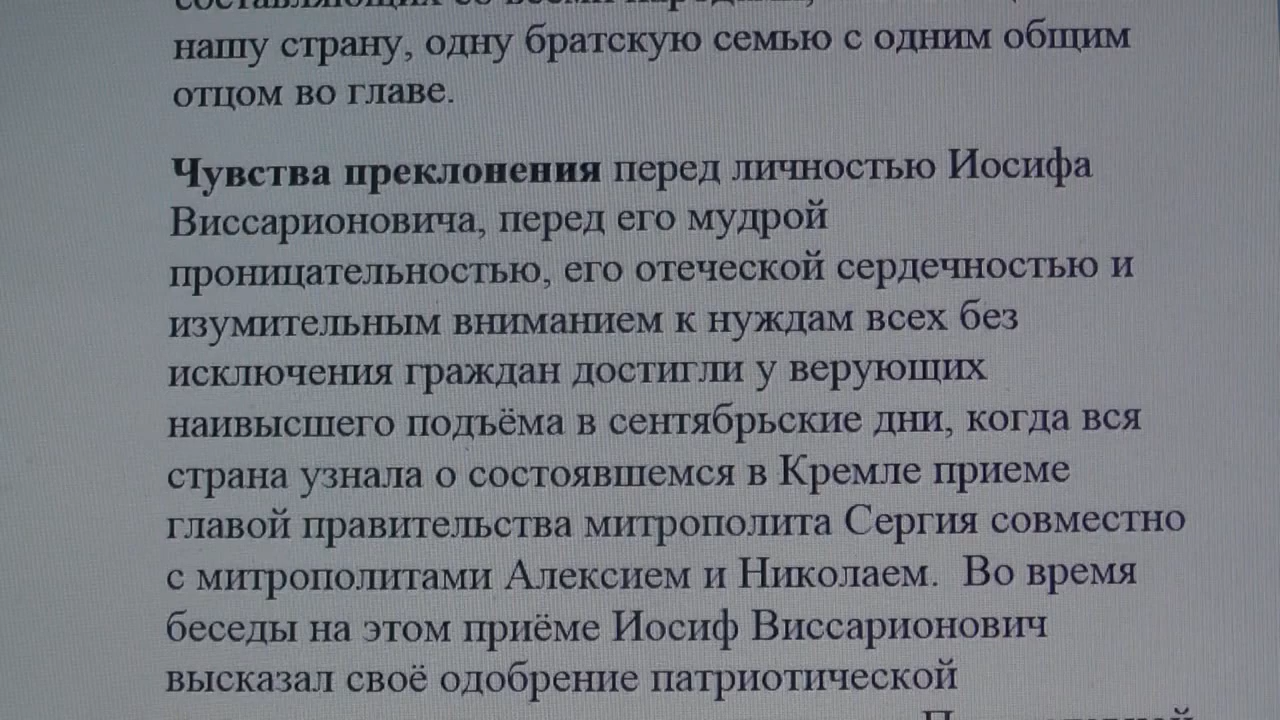 нашу страну, одну братскую семью с одним общим
отцом во главе.
Чувства преклонения перед личностью Иосифа
Виссарионовича, перед его мудрой
проницательностью, его отеческой сердечностью и
изумительным вниманием к нуждам всех без
исключения граждан достигли у верующих
наивысшего подъёма в сентябрьские дни, когда вся
страна узнала о состоявшемся в Кремле приеме
главой правительства митрополита Сергия совместно
с митрополитами Алексием и Николаем. Во время
беседы на этом приёме Иосиф Виссарионович
высказал своё одобрение патриотической